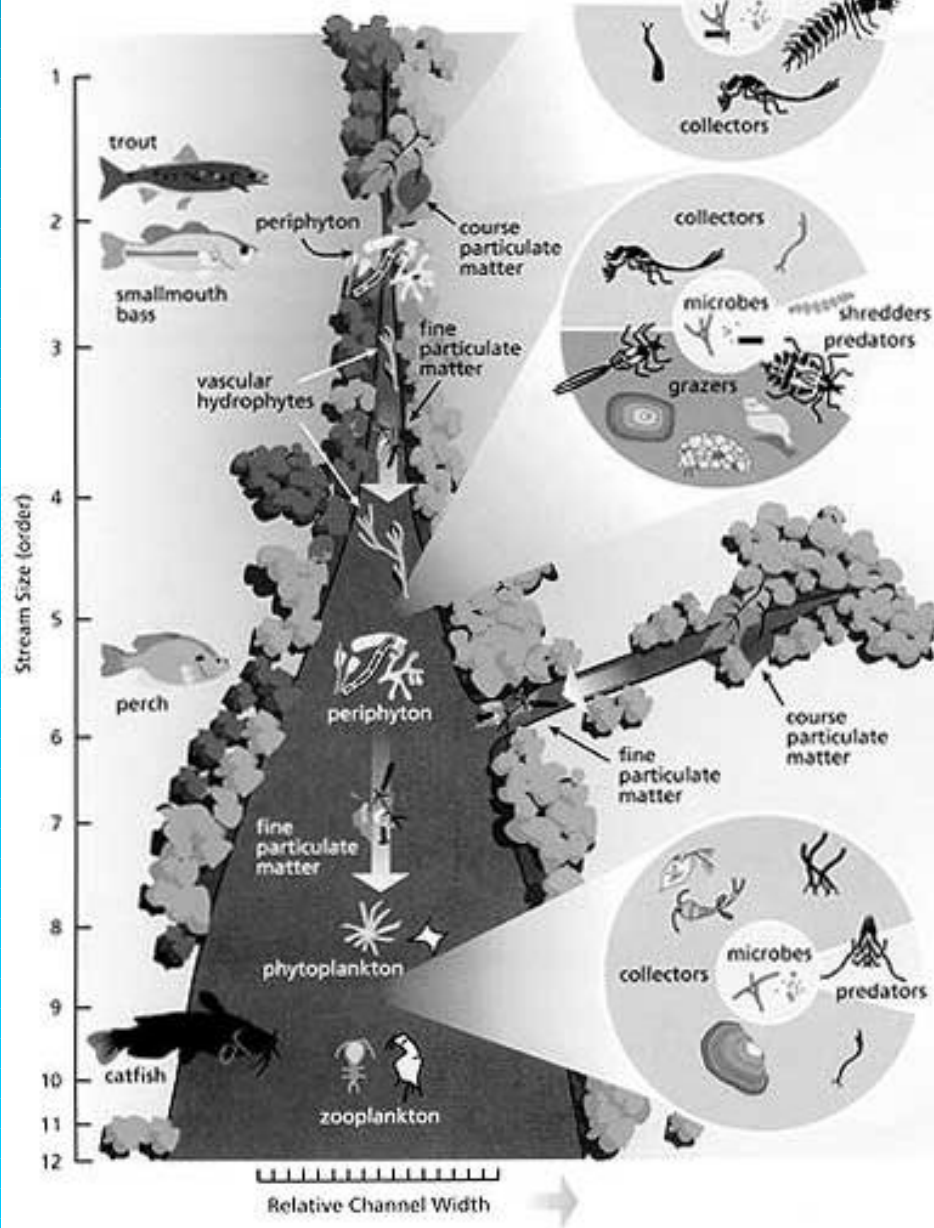 collectors
1
trout
2
periphyton
course
particulate
matter
collectors
smallmouth
bass
microbes
shredders
predators
3
fine
particulate
matter
vascular
hydrophytes
grazers
4
Stream Size (order)
5
perch
periphyton
course
particulate
matter
6
fine
particulate
matter
7
fine
particulate
matter
8
phytoplankton
microbes
collectors
predators
9
catfish
10
zooplankton
11
12
Relative Channel Width